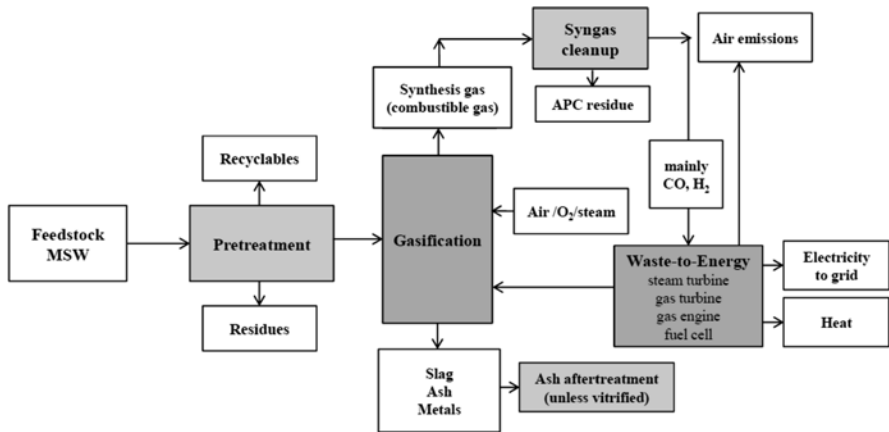 Syngas
cleanup
Air emissions
Synthesis gas
(combustible gas)
APC residue
Recyclables
mainly
CO, H₂
Feedstock
MSW
Pretreatment
Gasification
Air /O₂/steam
Waste-to-Energy
steam turbine
gas turbine
gas engine
fuel cell
Electricity
to grid
Heat
Residues
Slag
Ash
Metals
Ash aftertreatment
(unless vitrified)